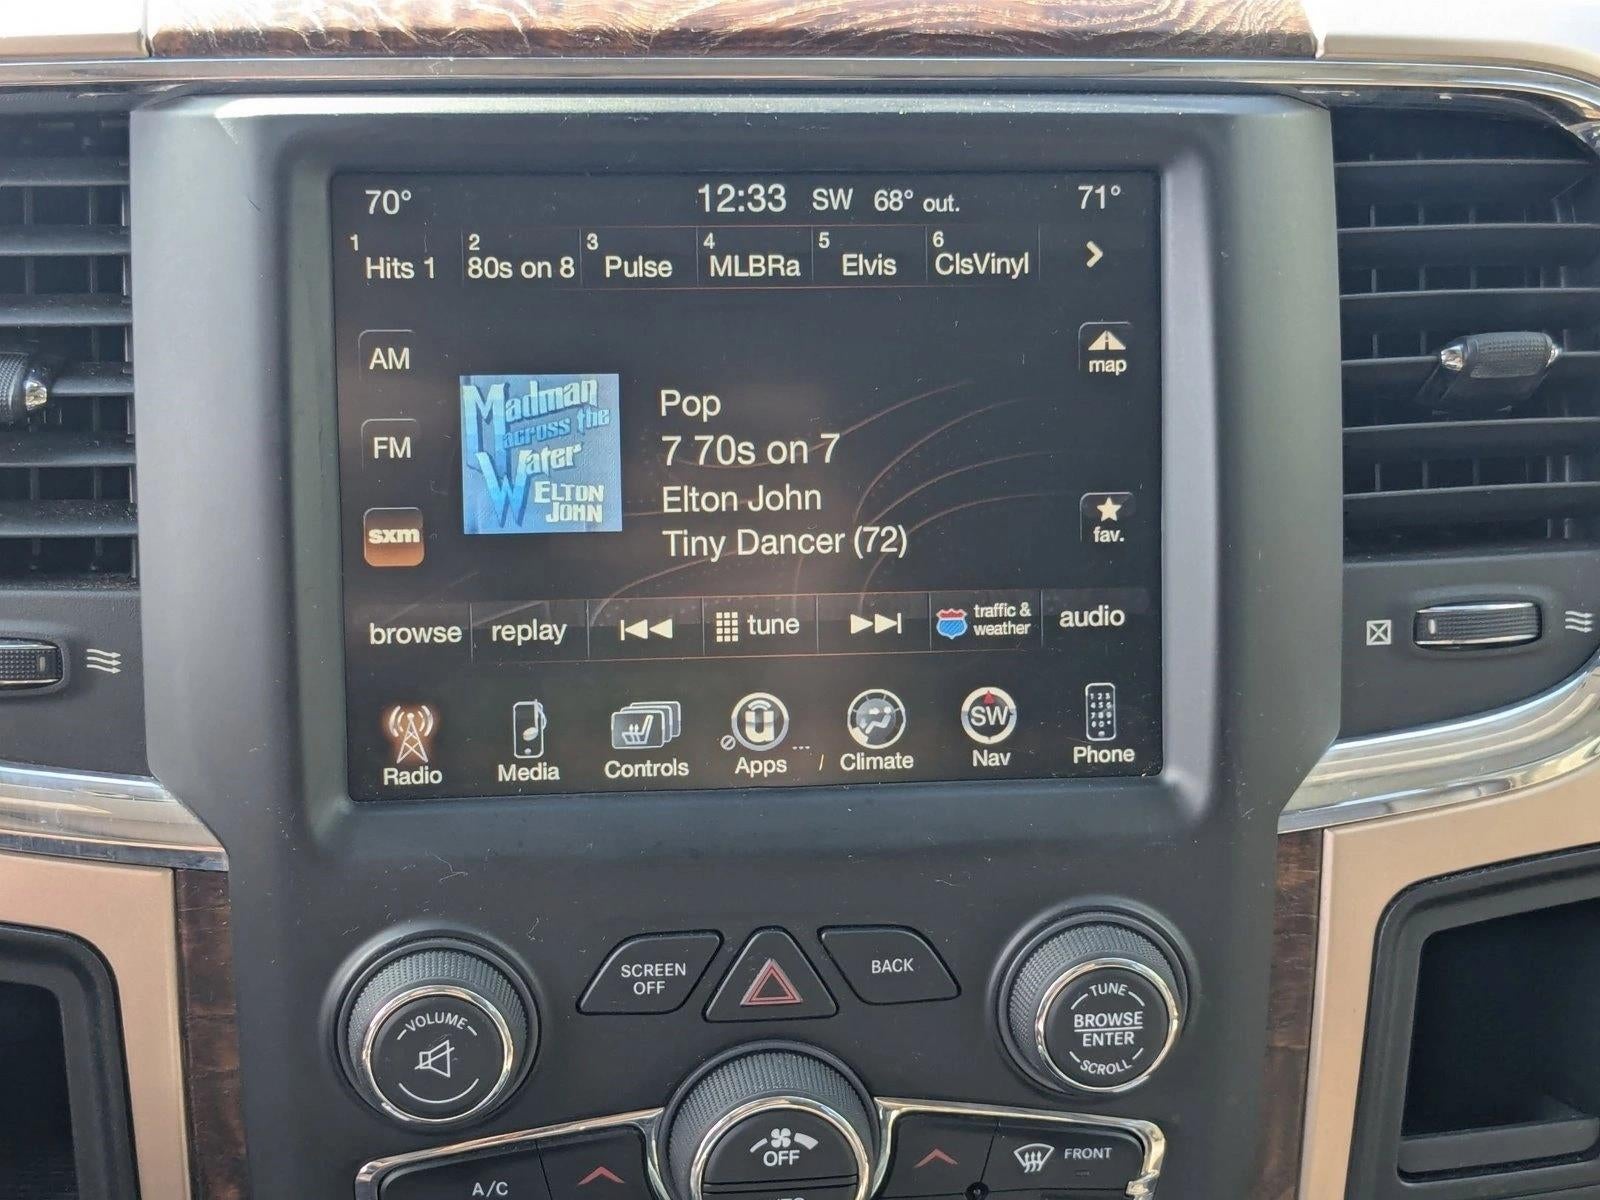 70° 12:33 SW 68° out. 71°
1 Hits 1 2 80s on 8 3 Pulse 4 MLBRa 5 Elvis 6 ClsVinyl
AM
map
Madman
across the
Water
ELTON
JOHN
Pop
7 70s on 7
Elton John
Tiny Dancer (72)
FM
sxm
fav.
browse replay tune traffic & weather audio
Radio Media Controls Apps Climate SW Nav Phone
SCREEN
OFF
BACK
VOLUME
TUNE
BROWSE
ENTER
SCROLL
OFF
A/C
FRONT